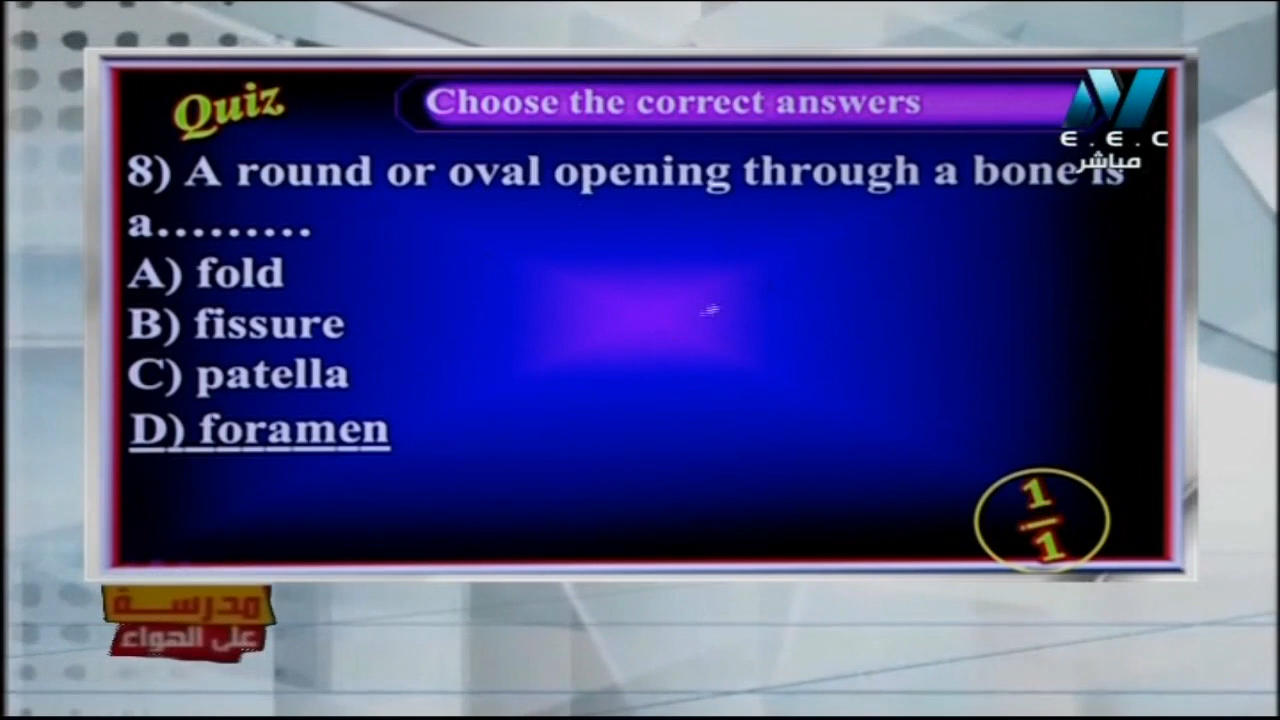 Quiz
Choose the correct answers
E . E . C
مباشر
8) A round or oval opening through a bone is
a.........
A) fold
B) fissure
C) patella
D) foramen
1
1
مدرسة
على الهواء